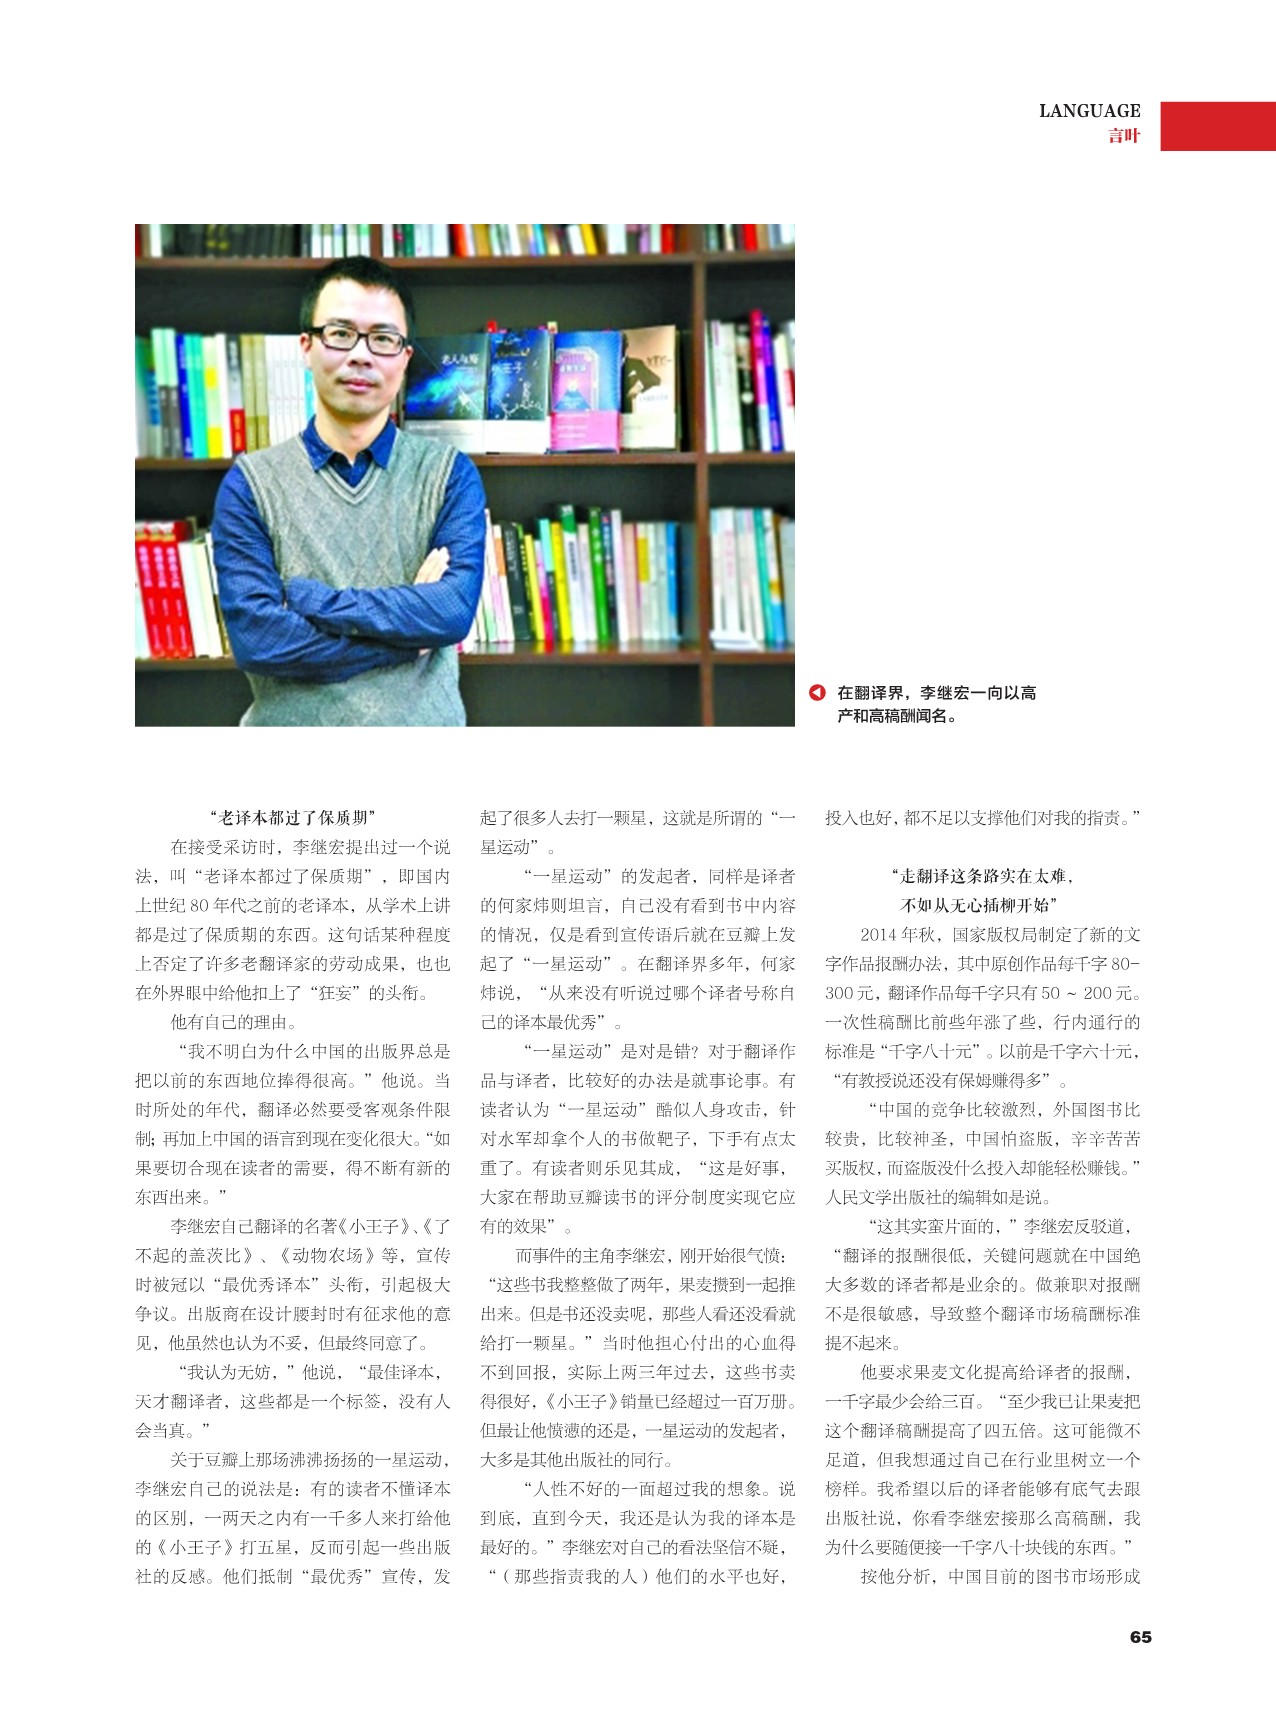 LANGUAGE
言叶
老人与海
小王子
在翻译界，李继宏一向以高
产和高稿酬闻名。
“老译本都过了保质期”
在接受采访时，李继宏提出过一个说
法，叫“老译本都过了保质期”，即国内
上世纪 80 年代之前的老译本，从学术上讲
都是过了保质期的东西。这句话某种程度
上否定了许多老翻译家的劳动成果，也也
在外界眼中给他扣上了“狂妄”的头衔。
他有自己的理由。
“我不明白为什么中国的出版界总是
把以前的东西地位捧得很高。”他说。当
时所处的年代，翻译必然要受客观条件限
制；再加上中国的语言到现在变化很大。“如
果要切合现在读者的需要，得不断有新的
东西出来。”
李继宏自己翻译的名著《小王子》、《了
不起的盖茨比》、《动物农场》等，宣传
时被冠以“最优秀译本”头衔，引起极大
争议。出版商在设计腰封时有征求他的意
见，他虽然也认为不妥，但最终同意了。
“我认为无妨，”他说，“最佳译本，
天才翻译者，这些都是一个标签，没有人
会当真。”
关于豆瓣上那场沸沸扬扬的一星运动，
李继宏自己的说法是：有的读者不懂译本
的区别，一两天之内有一千多人来打给他
的《小王子》打五星，反而引起一些出版
社的反感。他们抵制“最优秀”宣传，发
起了很多人去打一颗星，这就是所谓的“一
星运动”。
“一星运动”的发起者，同样是译者
的何家炜则坦言，自己没有看到书中内容
的情况，仅是看到宣传语后就在豆瓣上发
起了“一星运动”。在翻译界多年，何家
炜说，“从来没有听说过哪个译者号称自
己的译本最优秀”。
“一星运动”是对是错？对于翻译作
品与译者，比较好的办法是就事论事。有
读者认为“一星运动”酷似人身攻击，针
对水军却拿个人的书做靶子，下手有点太
重了。有读者则乐见其成，“这是好事，
大家在帮助豆瓣读书的评分制度实现它应
有的效果”。
而事件的主角李继宏，刚开始很气愤：
“这些书我整整做了两年，果麦攒到一起推
出来。但是书还没卖呢，那些人看还没看就
给打一颗星。”当时他担心付出的心血得
不到回报，实际上两三年过去，这些书卖
得很好，《小王子》销量已经超过一百万册。
但最让他愤懑的还是，一星运动的发起者，
大多是其他出版社的同行。
“人性不好的一面超过我的想象。说
到底，直到今天，我还是认为我的译本是
最好的。”李继宏对自己的看法坚信不疑，
“（那些指责我的人）他们的水平也好，
投入也好，都不足以支撑他们对我的指责。”
“走翻译这条路实在太难，
不如从无心插柳开始”
2014 年秋，国家版权局制定了新的文
字作品报酬办法，其中原创作品每千字 80-
300 元，翻译作品每千字只有 50 ~ 200 元。
一次性稿酬比前些年涨了些，行内通行的
标准是“千字八十元”。以前是千字六十元，
“有教授说还没有保姆赚得多”。
“中国的竞争比较激烈，外国图书比
较贵，比较神圣，中国怕盗版，辛辛苦苦
买版权，而盗版没什么投入却能轻松赚钱。”
人民文学出版社的编辑如是说。
“这其实蛮片面的，”李继宏反驳道，
“翻译的报酬很低，关键问题就在中国绝
大多数的译者都是业余的。做兼职对报酬
不是很敏感，导致整个翻译市场稿酬标准
提不起来。
他要求果麦文化提高给译者的报酬，
一千字最少会给三百。“至少我已让果麦把
这个翻译稿酬提高了四五倍。这可能微不
足道，但我想通过自己在行业里树立一个
榜样。我希望以后的译者能够有底气去跟
出版社说，你看李继宏接那么高稿酬，我
为什么要随便接一千字八十块钱的东西。”
按他分析，中国目前的图书市场形成
65